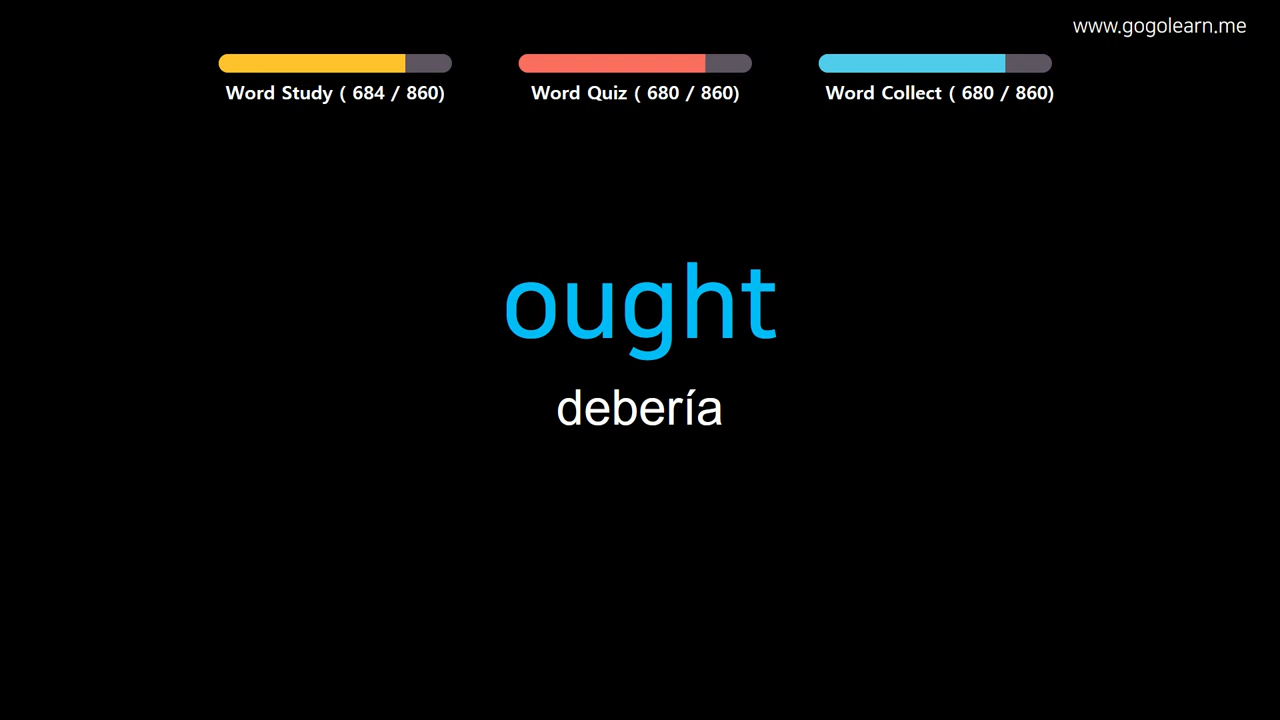 www.gogolearn.me
Word Study ( 684 / 860)
Word Quiz ( 680 / 860)
Word Collect ( 680 / 860)
ought
debería